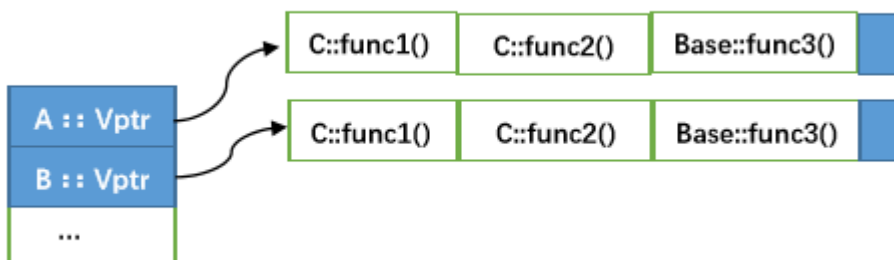 C::func1() C::func2() Base::func3()
A :: Vptr
C::func1() C::func2() Base::func3()
B :: Vptr
...